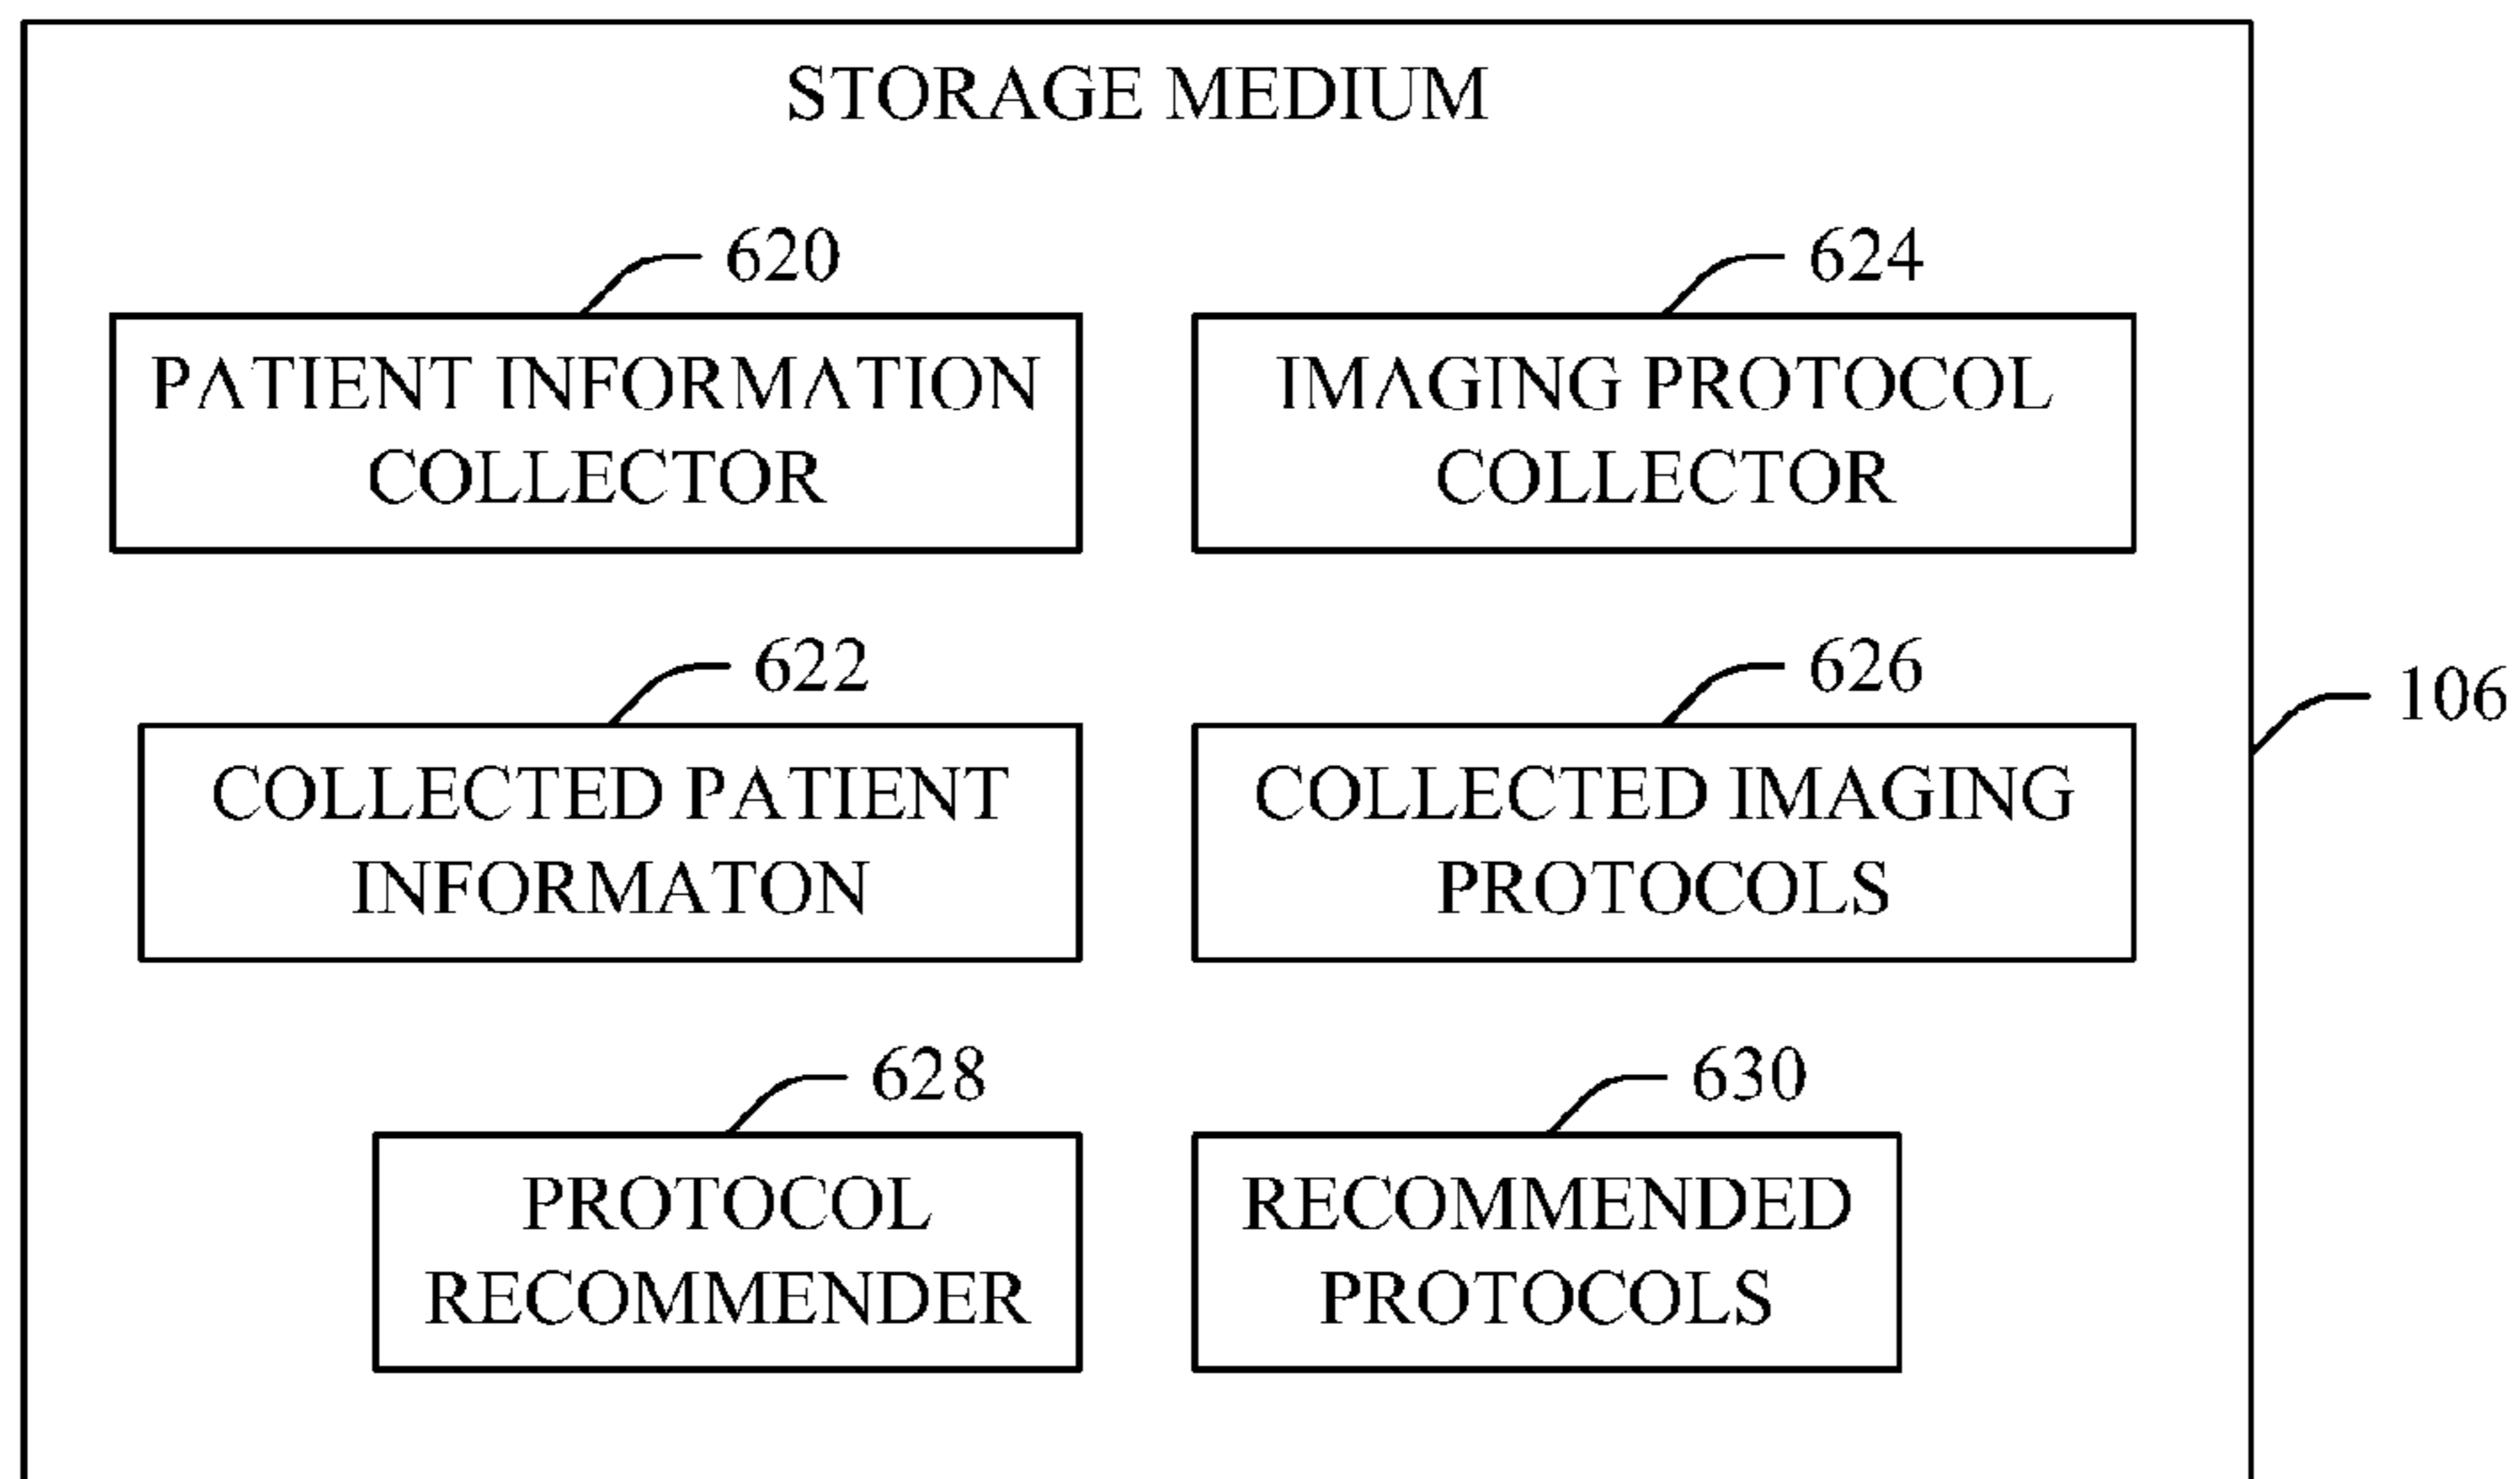 STORAGE MEDIUM
620
624
PATIENT INFORMATION
COLLECTOR
IMAGING PROTOCOL
COLLECTOR
622
626
106
COLLECTED PATIENT
INFORMATON
COLLECTED IMAGING
PROTOCOLS
628
630
PROTOCOL
RECOMMENDER
RECOMMENDED
PROTOCOLS